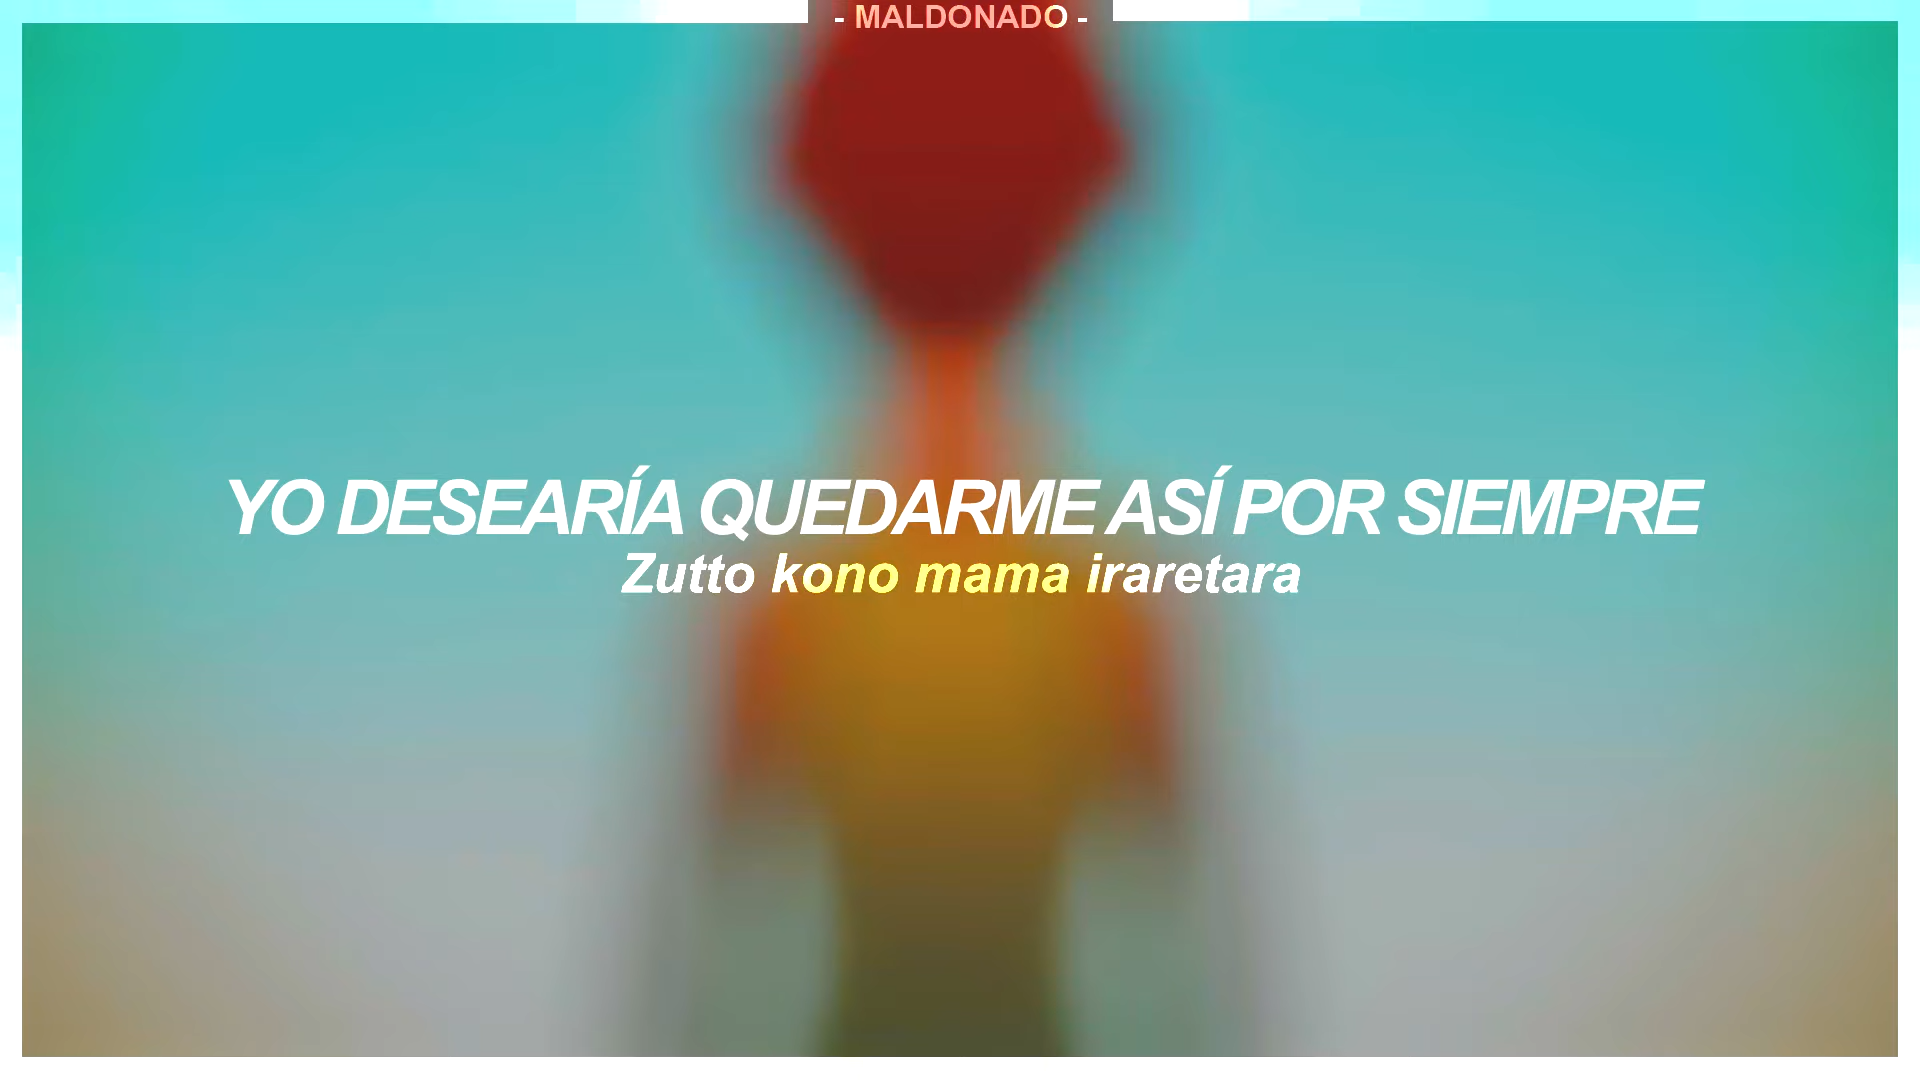 - MALDONADO -
YO DESEARÍA QUEDARME ASÍ POR SIEMPRE
Zutto kono mama iraretara